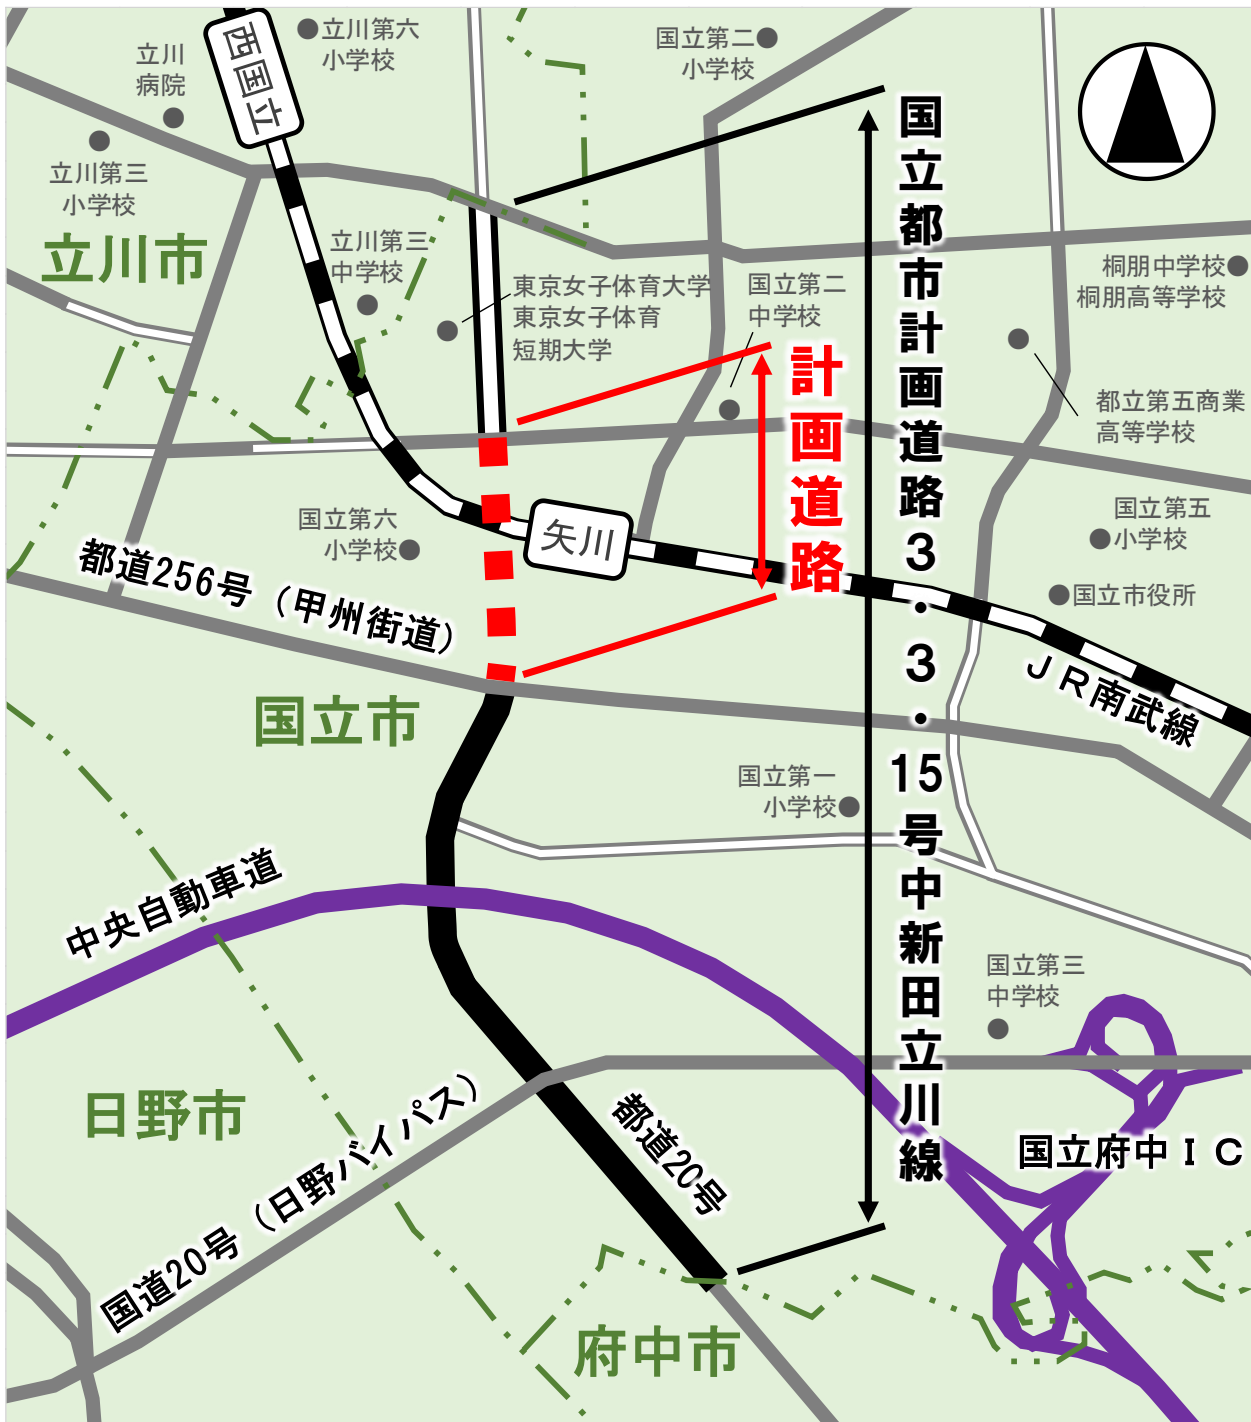 西国立
立川第六
小学校
国立第二
小学校
立川
病院
立川第三
小学校
立川市
立川第三
中学校
東京女子体育大学
東京女子体育
短期大学
国立第二
中学校
国立都市計画道路3・3・15号中新田立川線
計画道路
桐朋中学校
桐朋高等学校
都立第五商業
高等学校
国立第五
小学校
国立第六
小学校
矢川
都道256号（甲州街道）
国立市役所
JR南武線
国立市
国立第一
小学校
中央自動車道
国立第三
中学校
日野市
都道20号
国立府中IC
国道20号（日野バイパス）
府中市